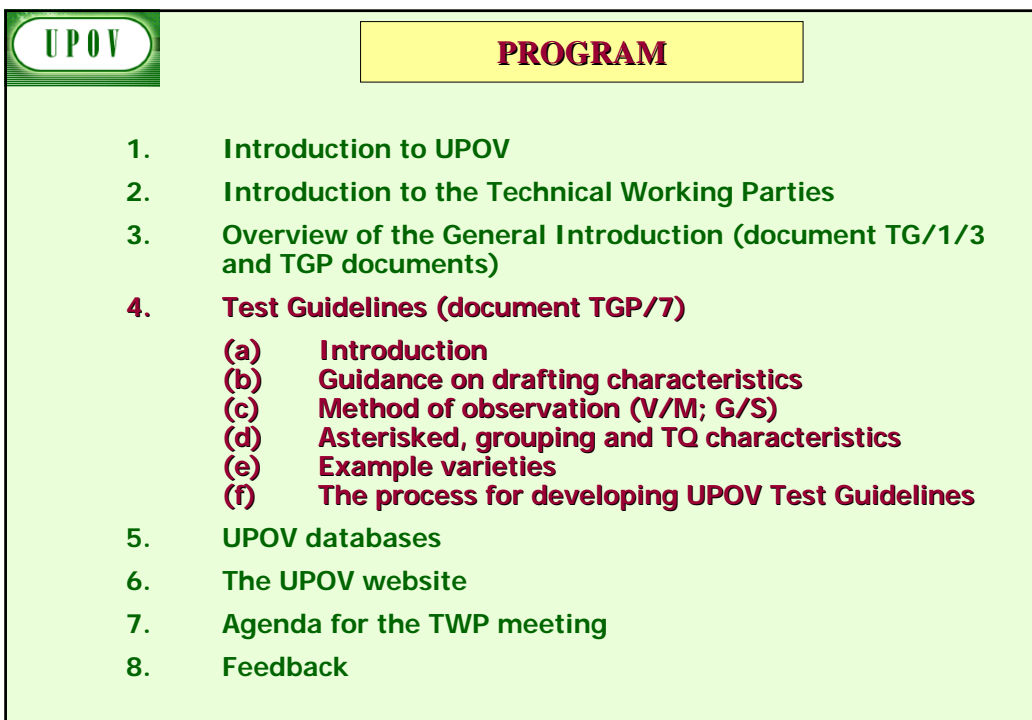 UPOV
PROGRAM
1. Introduction to UPOV
2. Introduction to the Technical Working Parties
3. Overview of the General Introduction (document TG/1/3
and TGP documents)
4. Test Guidelines (document TGP/7)
(a) Introduction
(b) Guidance on drafting characteristics
(c) Method of observation (V/M; G/S)
(d) Asterisked, grouping and TQ characteristics
(e) Example varieties
(f) The process for developing UPOV Test Guidelines
5. UPOV databases
6. The UPOV website
7. Agenda for the TWP meeting
8. Feedback